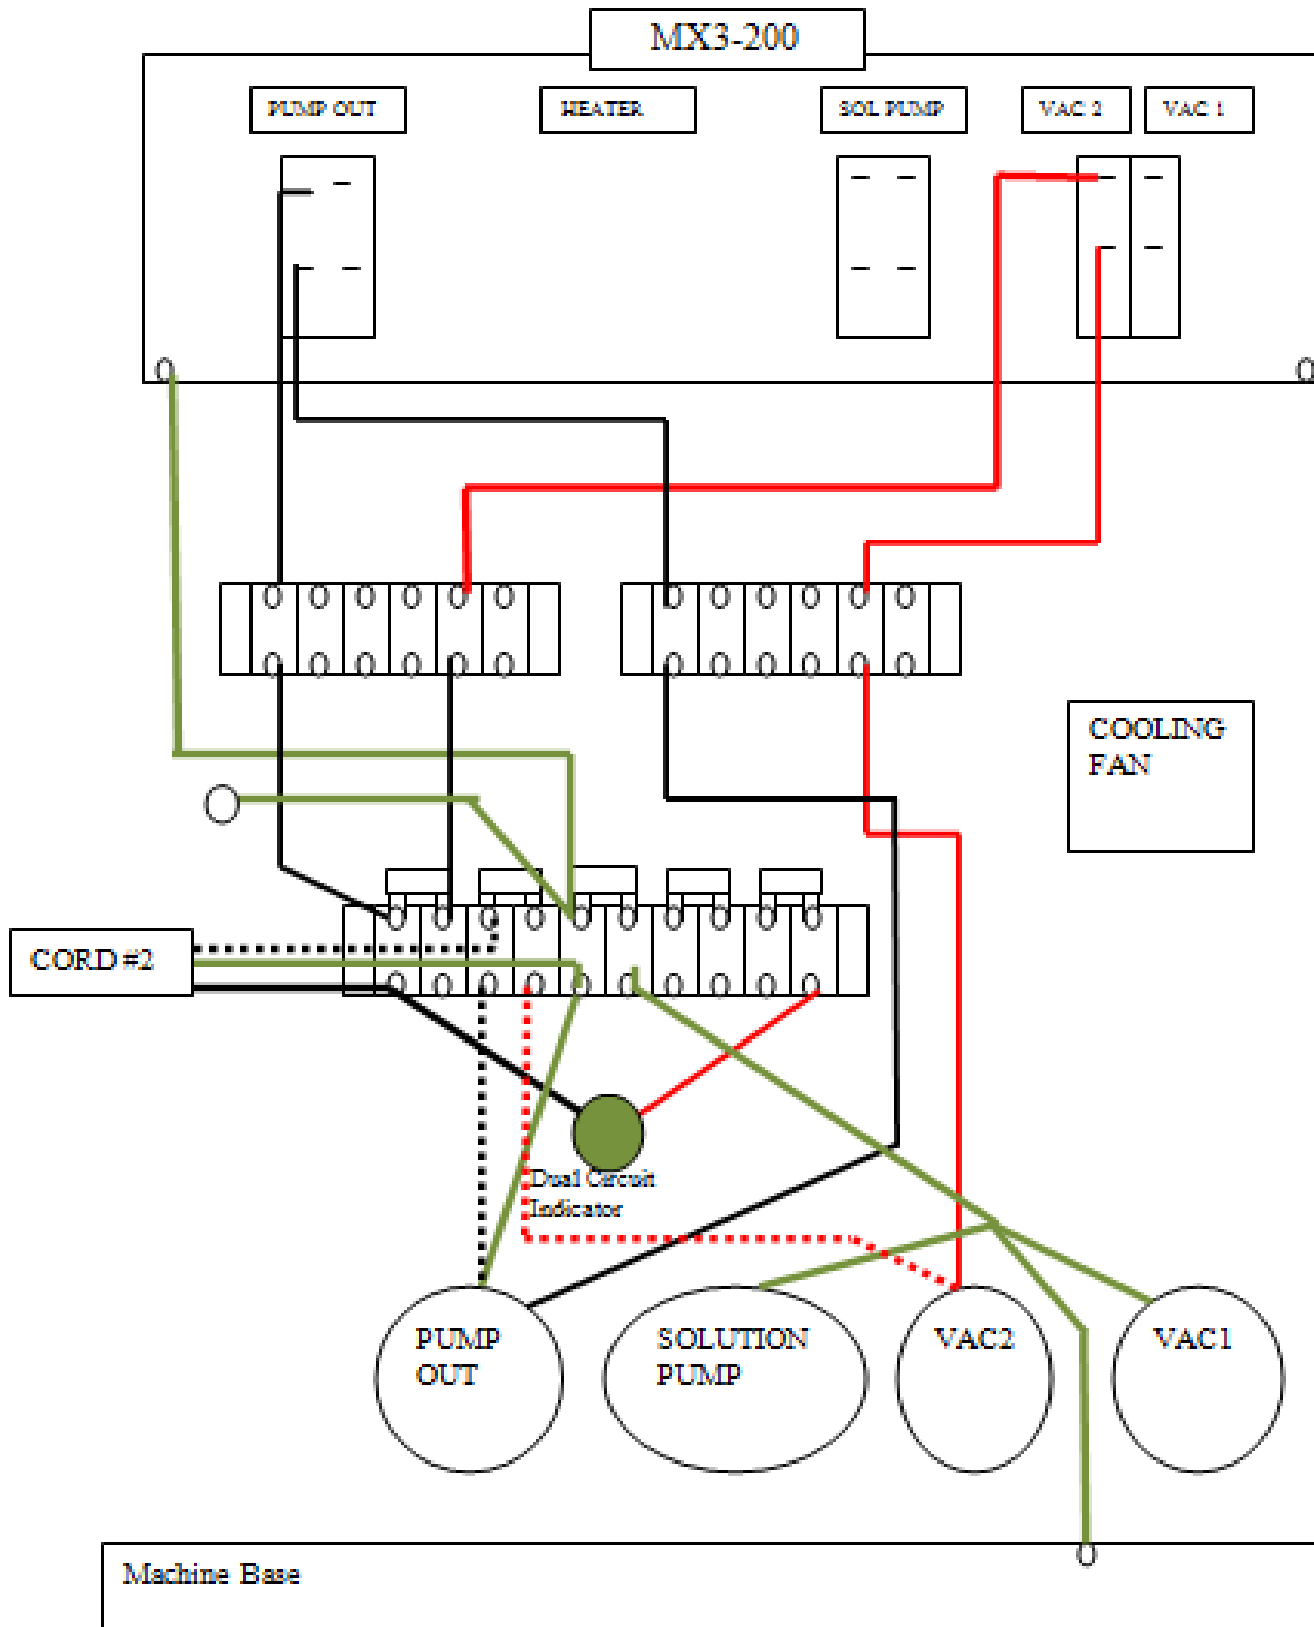 MX3-200
PUMP OUT
HEATER
SOL PUMP
VAC 2
VAC 1
COOLING
FAN
CORD #2
Dual Circuit
Indicator
PUMP
OUT
SOLUTION
PUMP
VAC2
VAC1
Machine Base